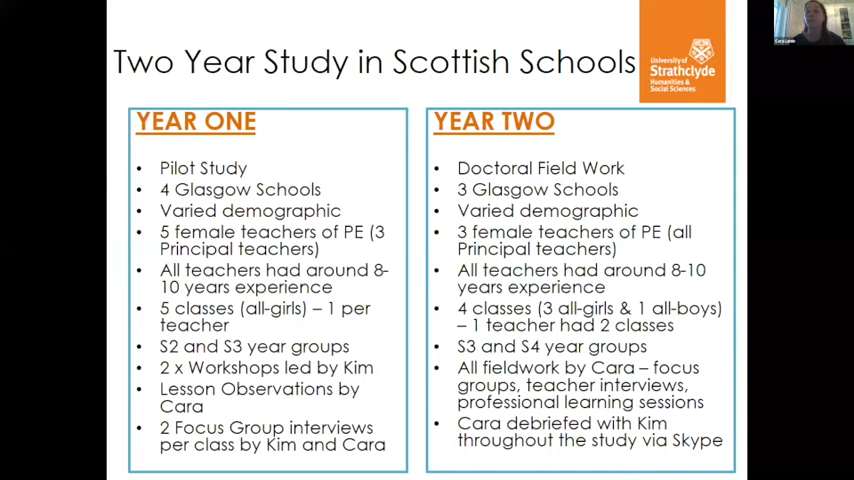 Two Year Study in Scottish Schools
University of
Strathclyde
Humanities &
Social Sciences
YEAR ONE
• Pilot Study
• 4 Glasgow Schools
• Varied demographic
• 5 female teachers of PE (3
Principal teachers)
• All teachers had around 8-
10 years experience
• 5 classes (all-girls) – 1 per
teacher
• S2 and S3 year groups
• 2 x Workshops led by Kim
• Lesson Observations by
Cara
• 2 Focus Group interviews
per class by Kim and Cara
YEAR TWO
• Doctoral Field Work
• 3 Glasgow Schools
• Varied demographic
• 3 female teachers of PE (all
Principal teachers)
• All teachers had around 8-10
years experience
• 4 classes (3 all-girls & 1 all-boys)
– 1 teacher had 2 classes
• S3 and S4 year groups
• All fieldwork by Cara – focus
groups, teacher interviews,
professional learning sessions
• Cara debriefed with Kim
throughout the study via Skype